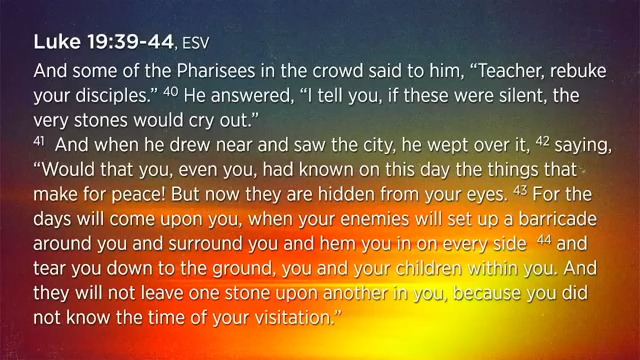 Luke 19:39-44, ESV
And some of the Pharisees in the crowd said to him, “Teacher, rebuke
your disciples.” 40 He answered, “I tell you, if these were silent, the
very stones would cry out.”
41 And when he drew near and saw the city, he wept over it, 42 saying,
“Would that you, even you, had known on this day the things that
make for peace! But now they are hidden from your eyes. 43 For the
days will come upon you, when your enemies will set up a barricade
around you and surround you and hem you in on every side 44 and
tear you down to the ground, you and your children within you. And
they will not leave one stone upon another in you, because you did
not know the time of your visitation.”